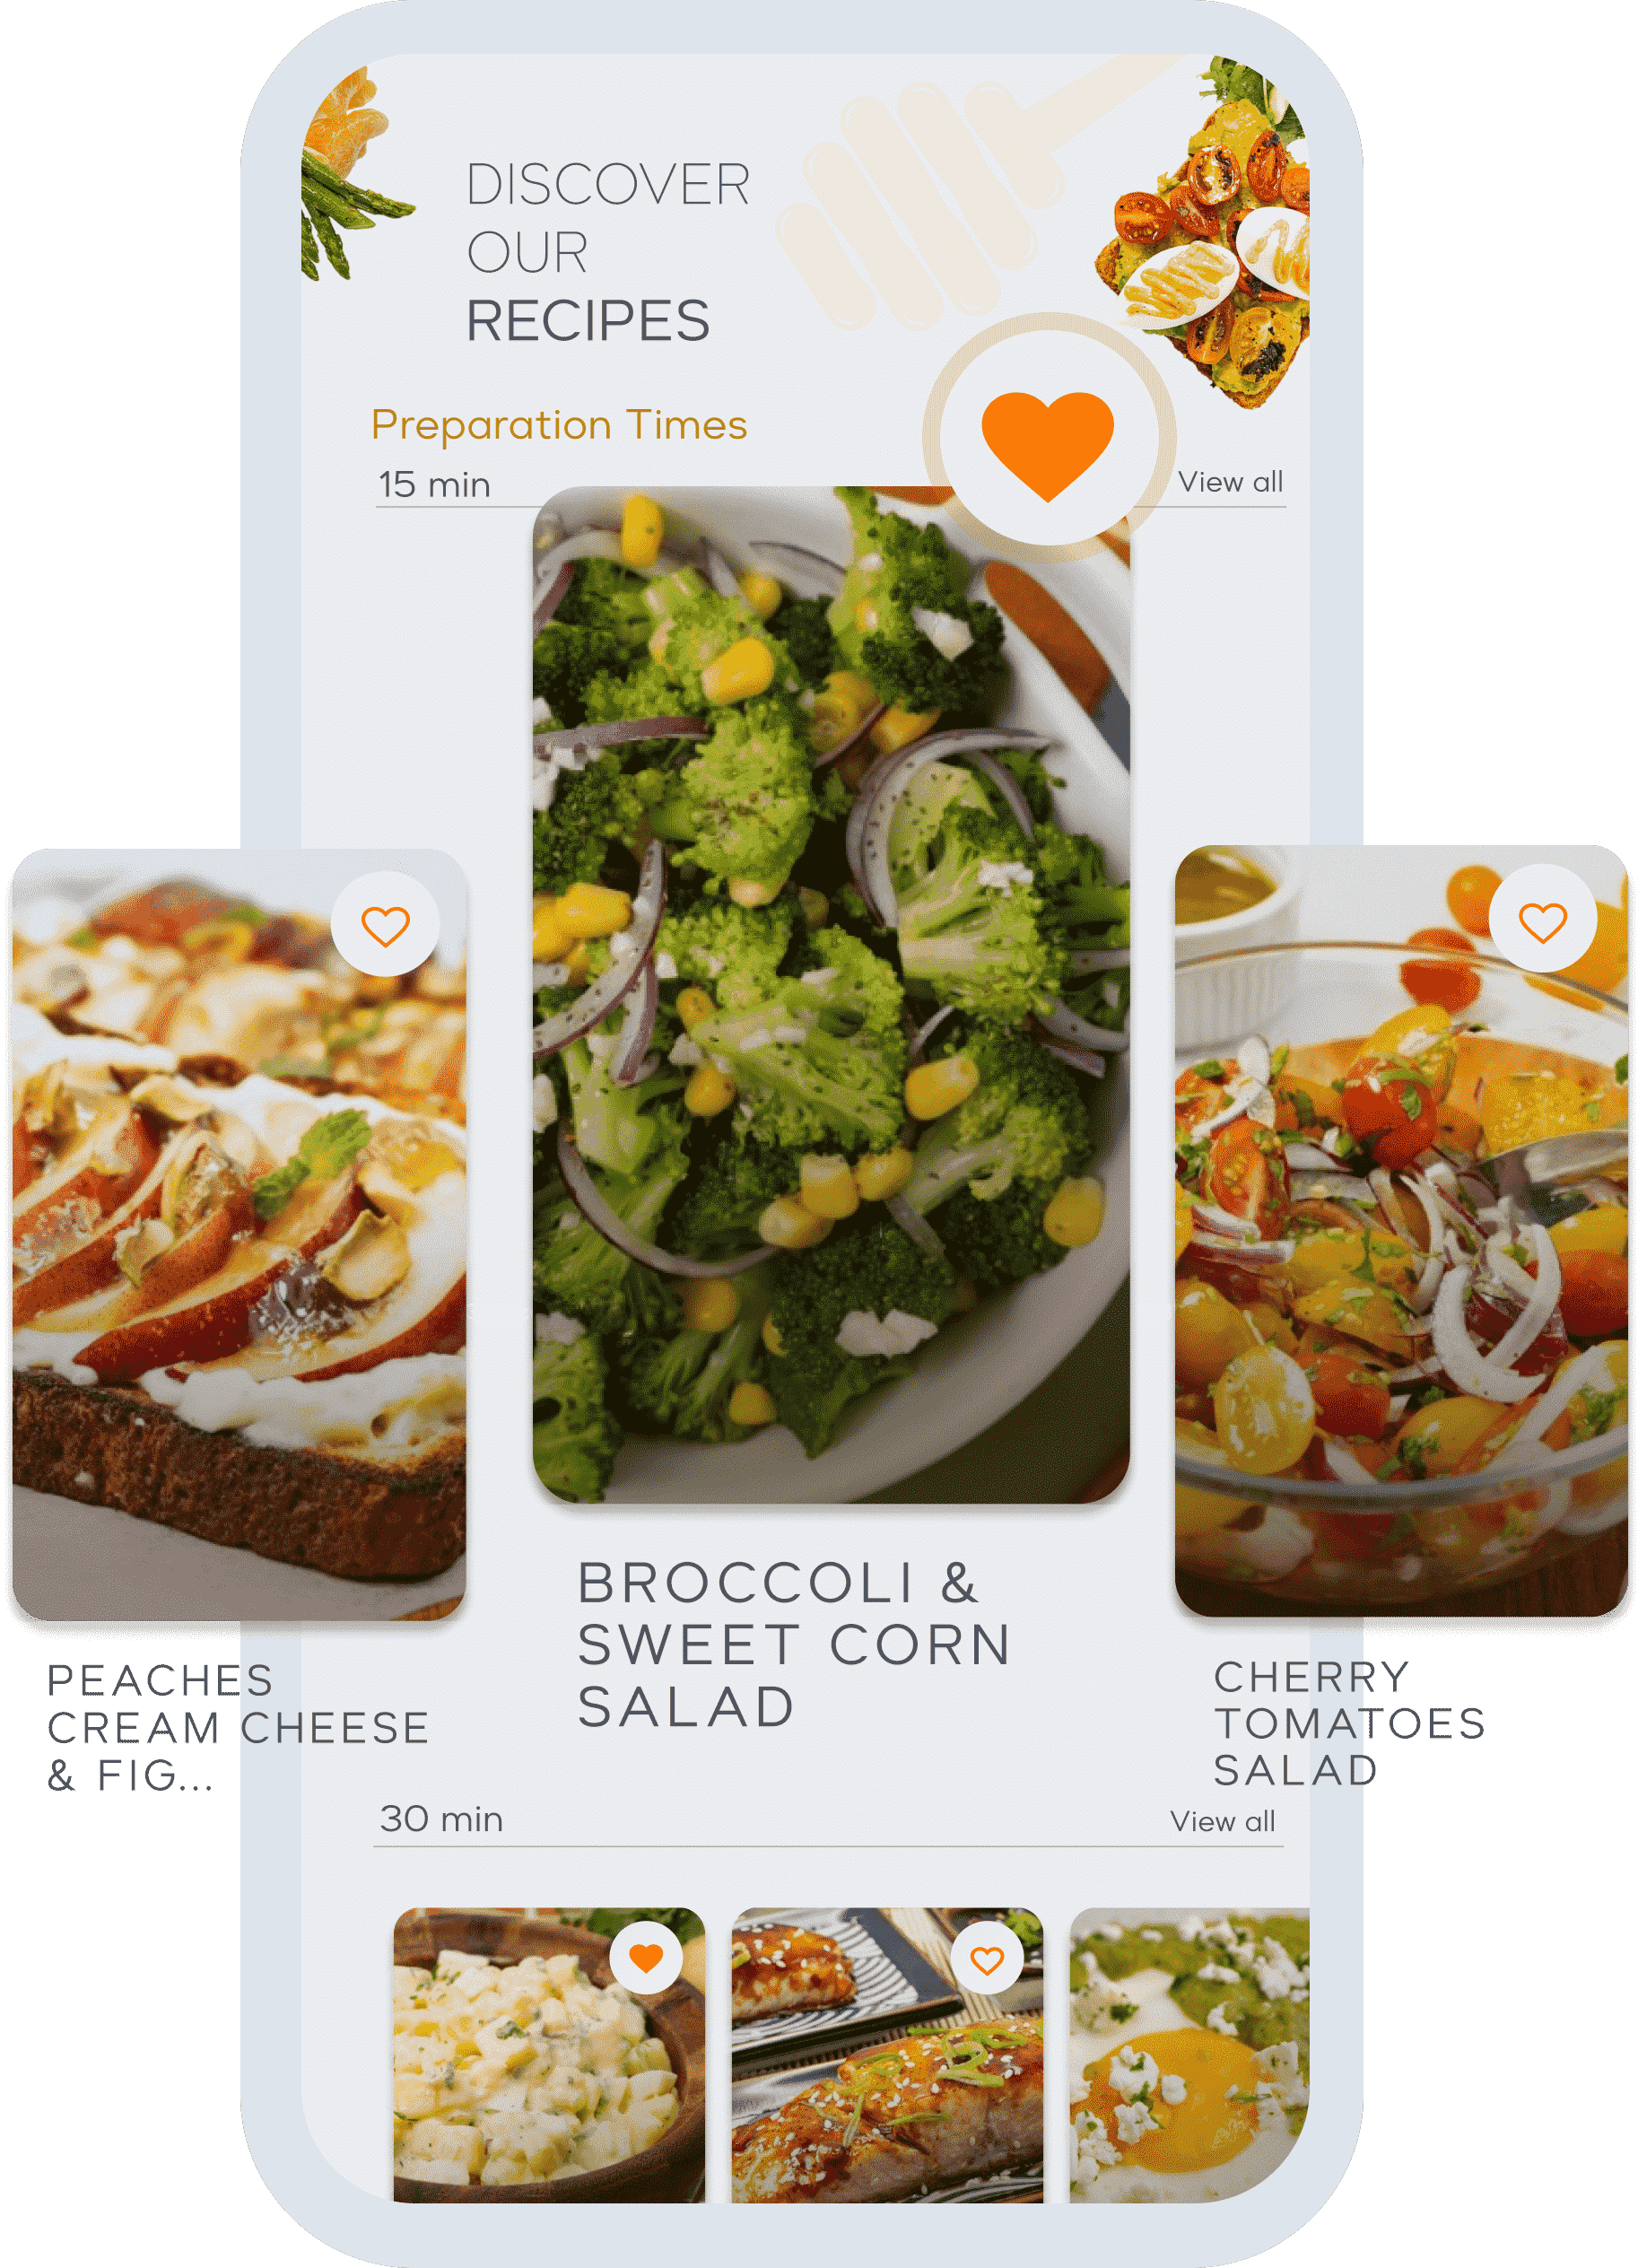 DISCOVER
OUR
RECIPES
Preparation Times
15 min
View all
PEACHES
CREAM CHEESE
& FIG...
BROCCOLI &
SWEET CORN
SALAD
CHERRY
TOMATOES
SALAD
30 min
View all